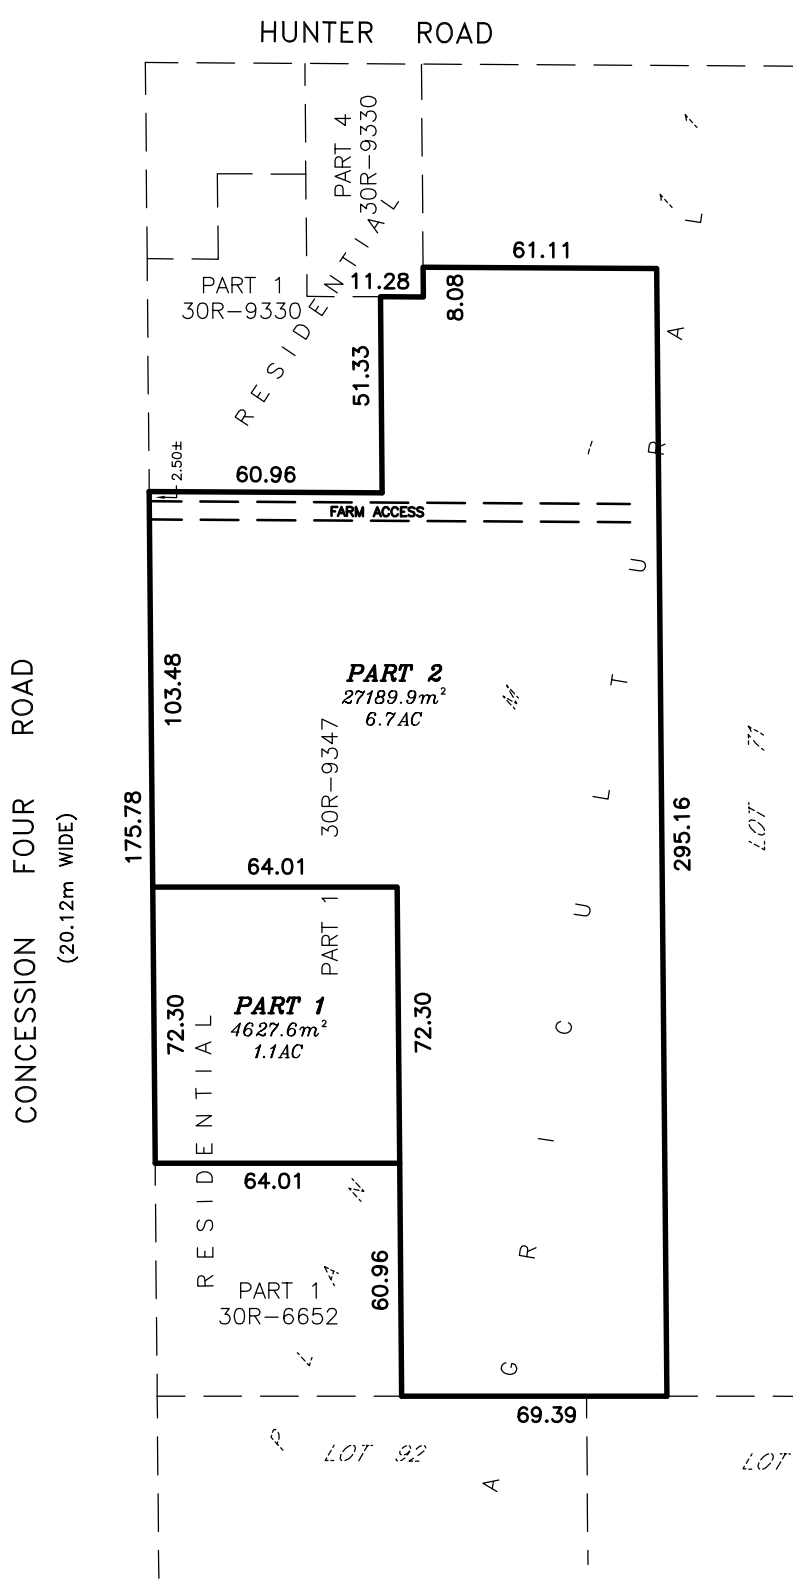 HUNTER ROAD
PART 4
30R-9330
RESIDENTIAL
PART 1
30R-9330
11.28
61.11
8.08
51.33
2.50±
60.96
FARM ACCESS
CONCESSION FOUR ROAD
(20.12m WIDE)
103.48
175.78
PART 2
27189.9m²
6.7AC
PART 1 30R-9347
64.01
295.16
LOT 71
72.30
PART 1
4627.6m²
1.1AC
72.30
RESIDENTIAL
64.01
60.96
PART 1
30R-6652
AGRICULTURAL
PLAN M-11
69.39
LOT 92
LOT